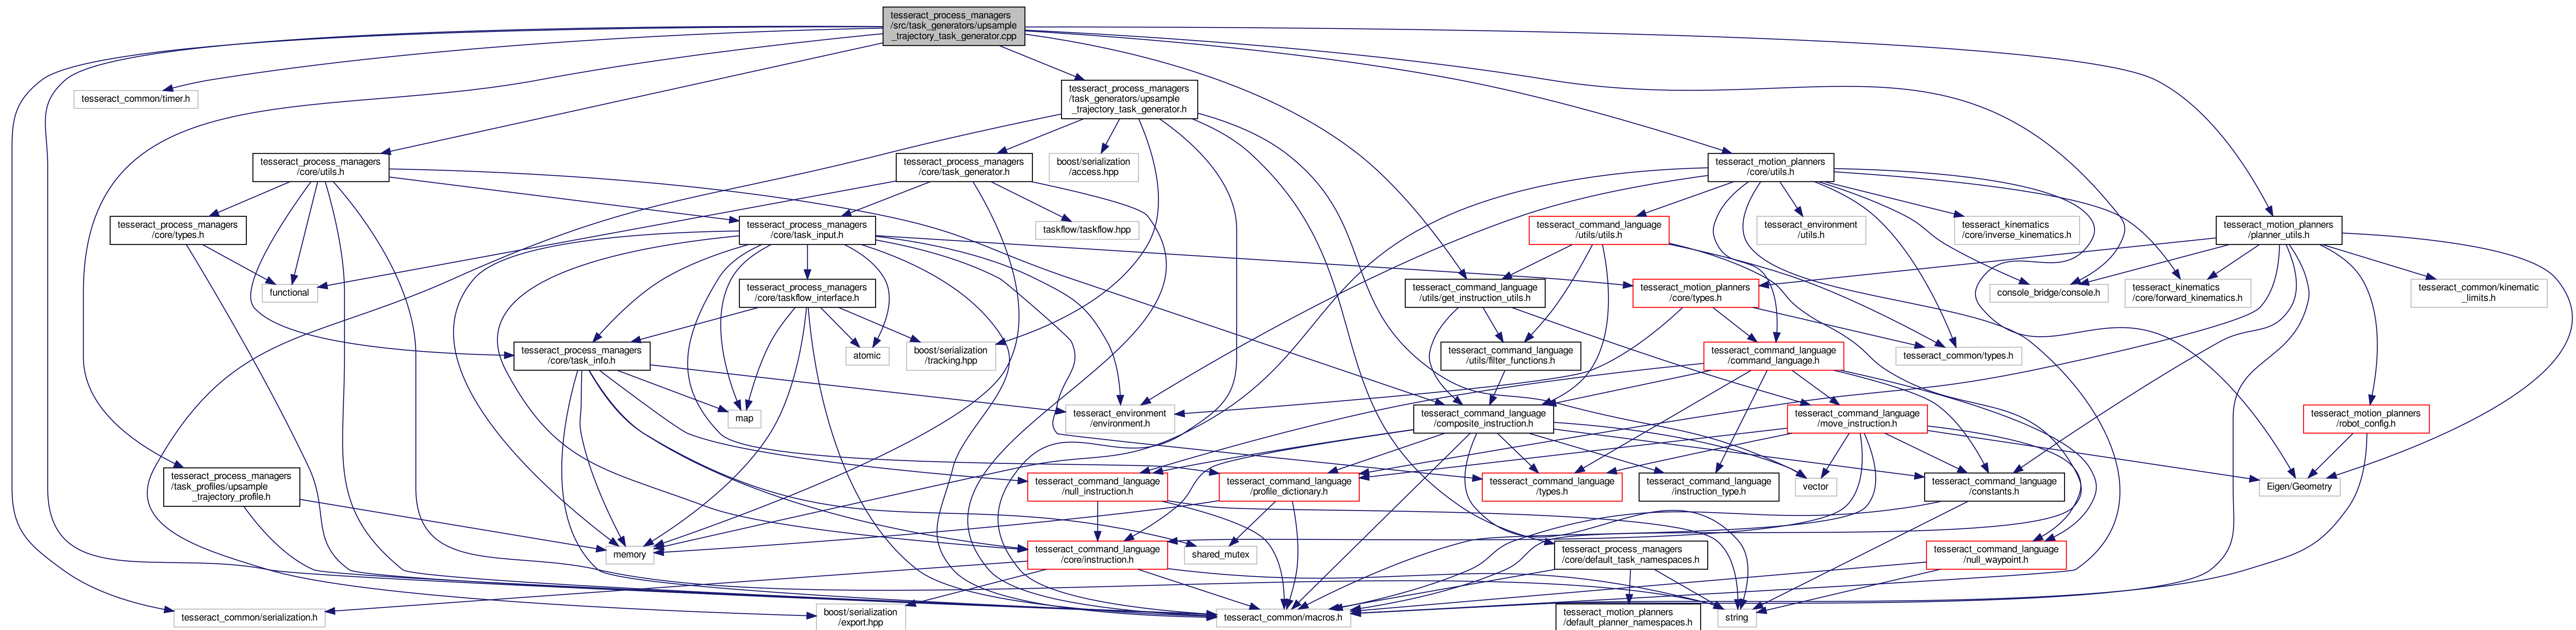 tesseract_process_managers
/src/task_generators/upsample
_trajectory_task_generator.cpp
tesseract_common/timer.h
tesseract_process_managers
/task_generators/upsample
_trajectory_task_generator.h
tesseract_process_managers
/core/utils.h
tesseract_process_managers
/core/task_generator.h
boost/serialization
/access.hpp
tesseract_motion_planners
/core/utils.h
tesseract_process_managers
/core/types.h
tesseract_process_managers
/core/task_input.h
taskflow/taskflow.hpp
tesseract_command_language
/utils/utils.h
tesseract_environment
/utils.h
tesseract_kinematics
/core/inverse_kinematics.h
tesseract_motion_planners
/planner_utils.h
functional
tesseract_process_managers
/core/taskflow_interface.h
tesseract_motion_planners
/core/types.h
tesseract_command_language
/utils/get_instruction_utils.h
console_bridge/console.h
tesseract_kinematics
/core/forward_kinematics.h
tesseract_common/kinematic
_limits.h
tesseract_process_managers
/core/task_info.h
atomic
boost/serialization
/tracking.hpp
tesseract_command_language
/utils/filter_functions.h
tesseract_command_language
/command_language.h
tesseract_common/types.h
map
tesseract_environment
/environment.h
tesseract_command_language
/composite_instruction.h
tesseract_command_language
/move_instruction.h
tesseract_motion_planners
/robot_config.h
tesseract_process_managers
/task_profiles/upsample
_trajectory_profile.h
tesseract_command_language
/null_instruction.h
tesseract_command_language
/profile_dictionary.h
tesseract_command_language
/types.h
tesseract_command_language
/instruction_type.h
vector
tesseract_command_language
/constants.h
Eigen/Geometry
memory
tesseract_command_language
/core/instruction.h
shared_mutex
tesseract_process_managers
/core/default_task_namespaces.h
tesseract_command_language
/null_waypoint.h
tesseract_common/serialization.h
boost/serialization
/export.hpp
tesseract_common/macros.h
tesseract_motion_planners
/default_planner_namespaces.h
string